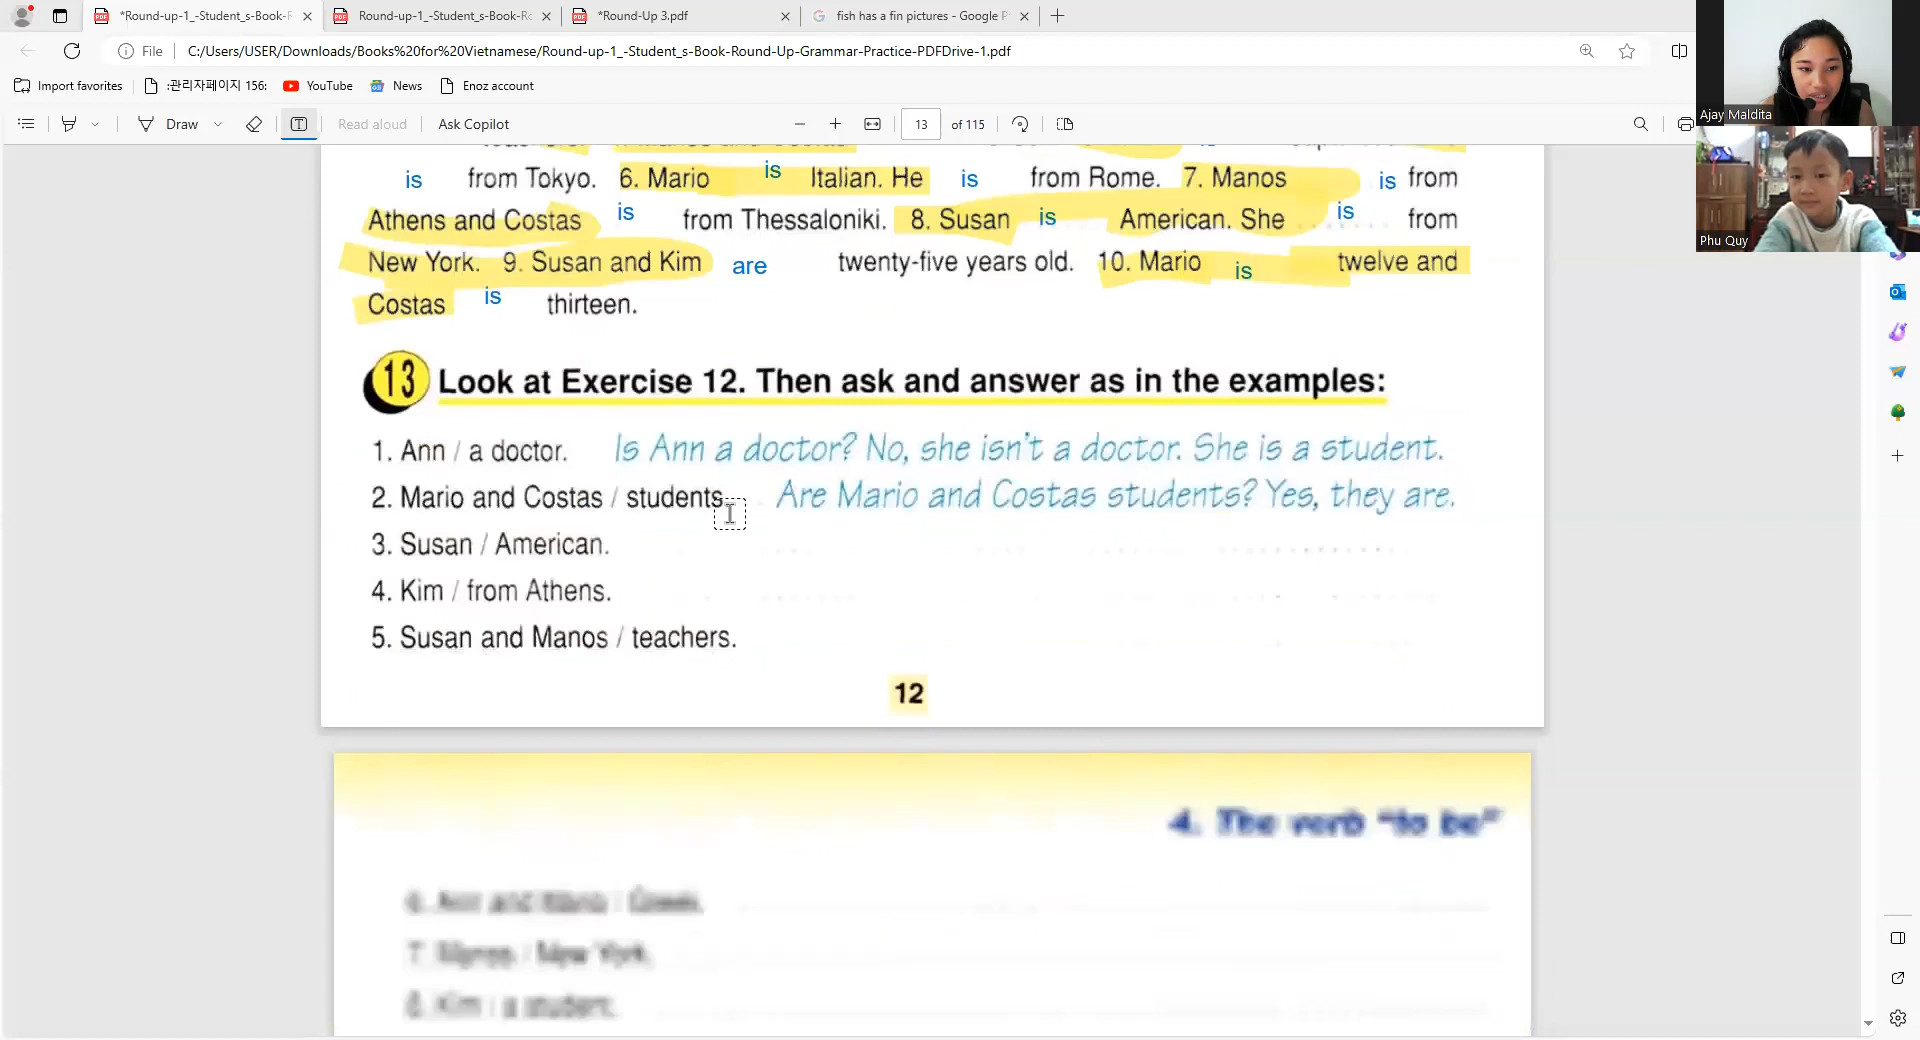 *Round-up-1_-Student_s-Book-R
Round-up-1_-Student_s-Book-Ro
*Round-Up 3.pdf
fish has a fin pictures - Google P
File
C:/Users/USER/Downloads/Books%20for%20Vietnamese/Round-up-1_-Student_s-Book-Round-Up-Grammar-Practice-PDFDrive-1.pdf
Import favorites
:관리자페이지 156:
YouTube
News
Enoz account
Draw
Read aloud
Ask Copilot
13 of 115
Ajay Maldita
Phu Quy
is from Tokyo. 6. Mario is Italian. He is from Rome. 7. Manos is from
Athens and Costas is from Thessaloniki. 8. Susan is American. She is from
New York. 9. Susan and Kim are twenty-five years old. 10. Mario is twelve and
Costas is thirteen.
13 Look at Exercise 12. Then ask and answer as in the examples:
1. Ann / a doctor. Is Ann a doctor? No, she isn't a doctor. She is a student.
2. Mario and Costas / students. Are Mario and Costas students? Yes, they are.
3. Susan / American.
4. Kim / from Athens.
5. Susan and Manos / teachers.
12
4. The verb "to be"
7. Manos / New York.
8. Kim / a student.